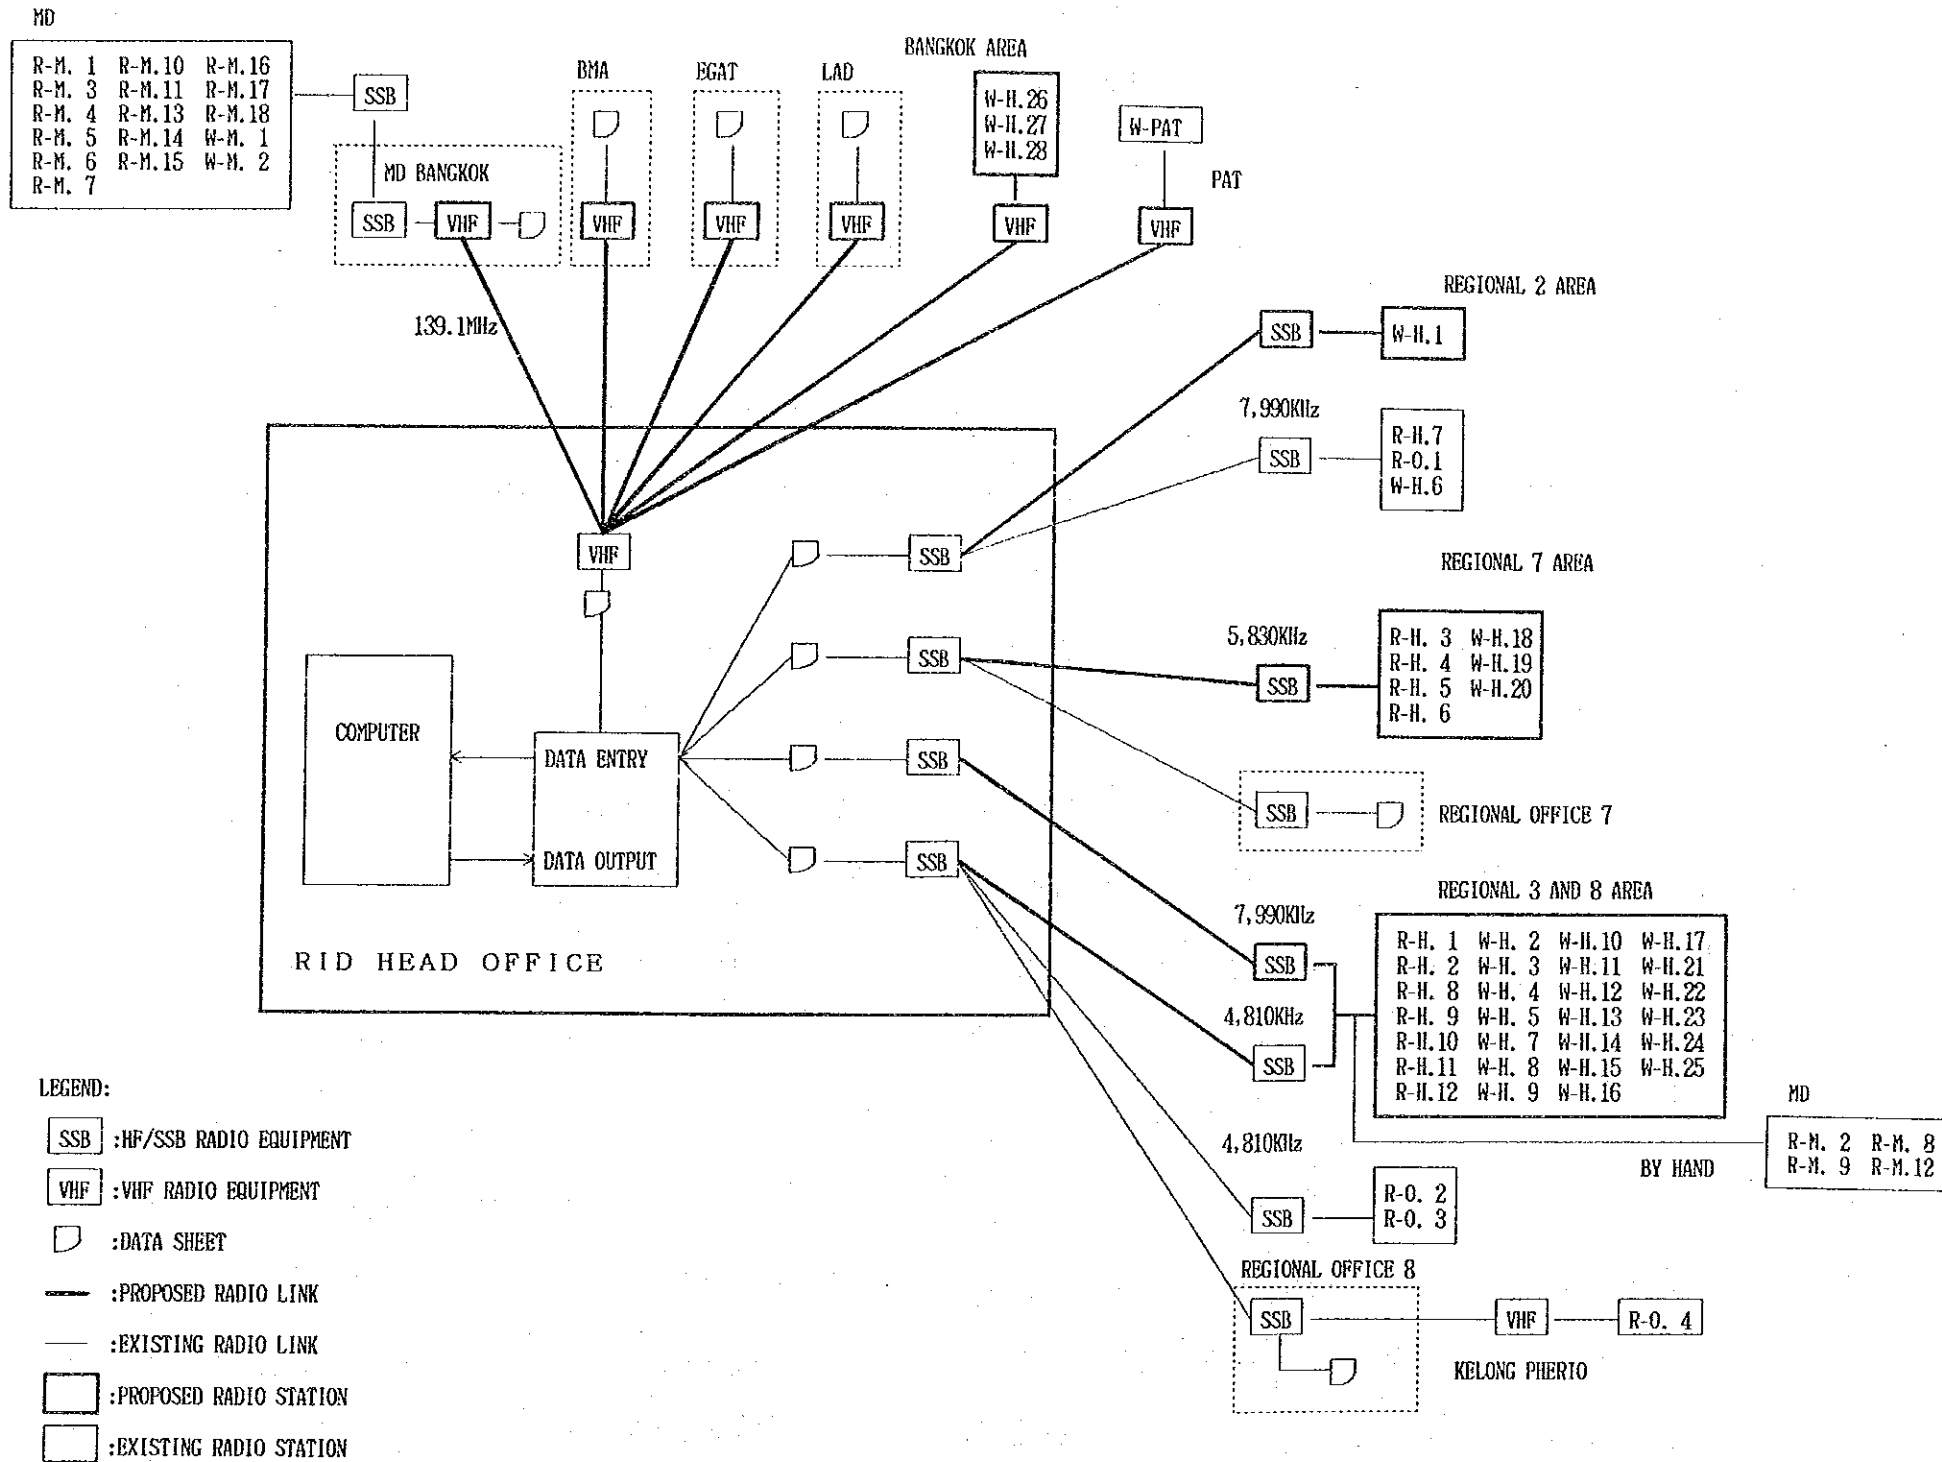 MD
R-M. 1 R-M.10 R-M.16
R-M. 3 R-M.11 R-M.17
R-M. 4 R-M.13 R-M.18
R-M. 5 R-M.14 W-M. 1
R-M. 6 R-M.15 W-M. 2
R-M. 7
SSB
MD BANGKOK
SSB VHF
BMA
VHF
EGAT
VHF
LAD
VHF
BANGKOK AREA
W-H.26
W-H.27
W-H.28
VHF
W-PAT
PAT
VHF
139.1MHz
REGIONAL 2 AREA
SSB W-H.1
7,990KHz
SSB
R-H.7
R-O.1
W-H.6
VHF
SSB
REGIONAL 7 AREA
5,830KHz
SSB
SSB
R-H. 3 W-H.18
R-H. 4 W-H.19
R-H. 5 W-H.20
R-H. 6
COMPUTER
DATA ENTRY
DATA OUTPUT
SSB
SSB
SSB
REGIONAL OFFICE 7
RID HEAD OFFICE
REGIONAL 3 AND 8 AREA
7,990KHz
SSB
4,810KHz
SSB
R-H. 1 W-H. 2 W-H.10 W-H.17
R-H. 2 W-H. 3 W-H.11 W-H.21
R-H. 8 W-H. 4 W-H.12 W-H.22
R-H. 9 W-H. 5 W-H.13 W-H.23
R-H.10 W-H. 7 W-H.14 W-H.24
R-H.11 W-H. 8 W-H.15 W-H.25
R-H.12 W-H. 9 W-H.16
MD
R-M. 2 R-M. 8
R-M. 9 R-M.12
BY HAND
4,810KHz
SSB
R-O. 2
R-O. 3
REGIONAL OFFICE 8
SSB
VHF
R-O. 4
KELONG PHERIO
LEGEND:
SSB :HF/SSB RADIO EQUIPMENT
VHF :VHF RADIO EQUIPMENT
:DATA SHEET
:PROPOSED RADIO LINK
:EXISTING RADIO LINK
:PROPOSED RADIO STATION
:EXISTING RADIO STATION